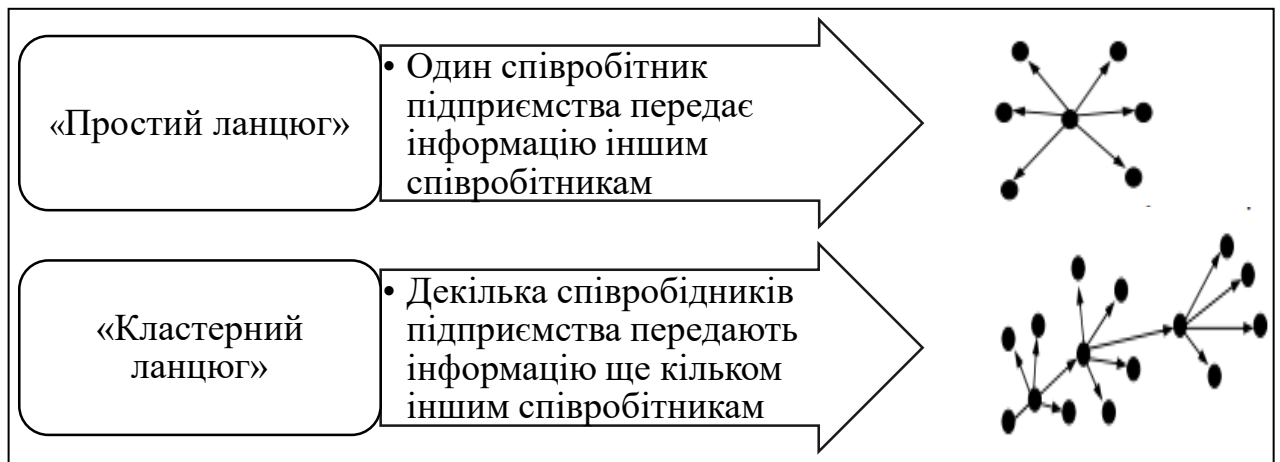 «Простий ланцюг»
• Один співробітник
підприємства передає
інформацію іншим
співробітникам
«Кластерний
ланцюг»
• Декілька співробідників
підприємства передають
інформацію ще кільком
іншим співробітникам